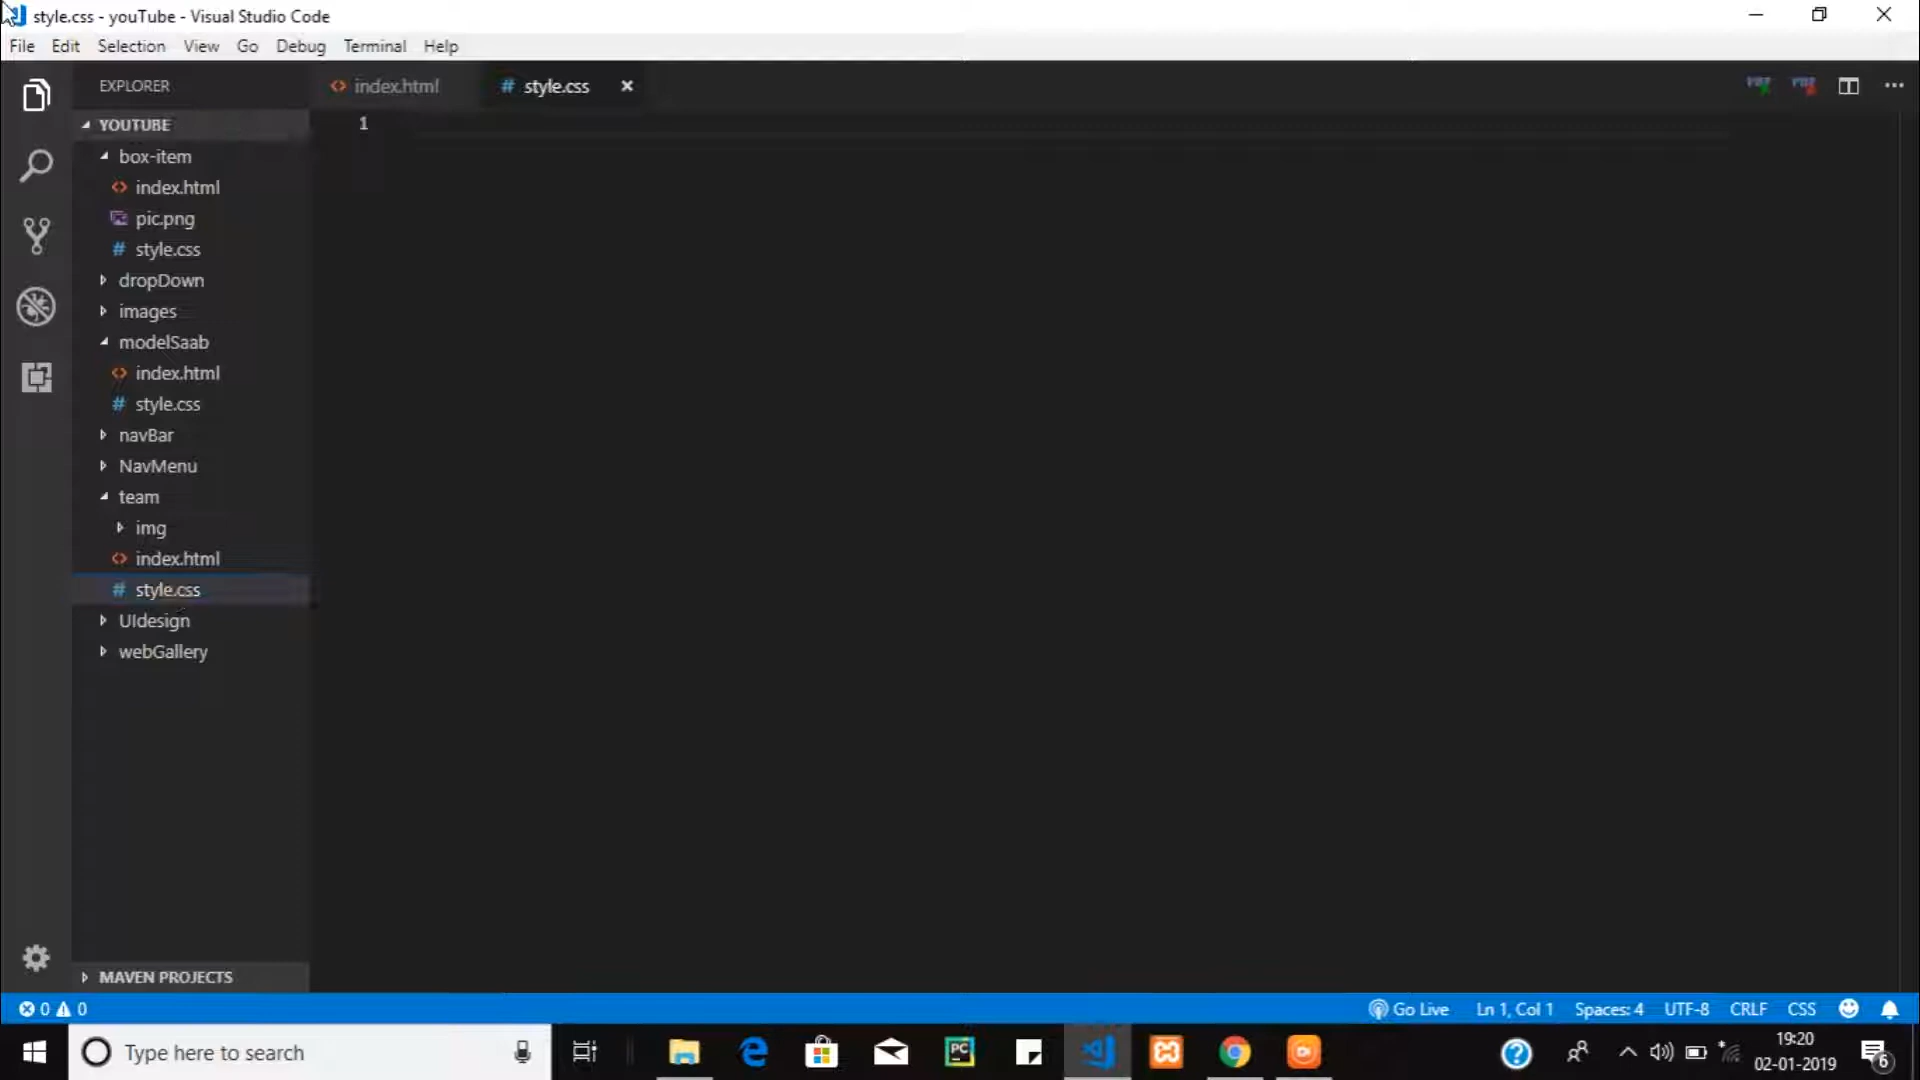 style.css - youTube - Visual Studio Code
File Edit Selection View Go Debug Terminal Help
EXPLORER
index.html
# style.css
YOUTUBE
1
box-item
index.html
pic.png
# style.css
dropDown
images
modelSaab
index.html
# style.css
navBar
NavMenu
team
img
index.html
# style.css
UIdesign
webGallery
MAVEN PROJECTS
0 0
Go Live Ln 1, Col 1 Spaces: 4 UTF-8 CRLF CSS
Type here to search
PC
19:20
02-01-2019
6